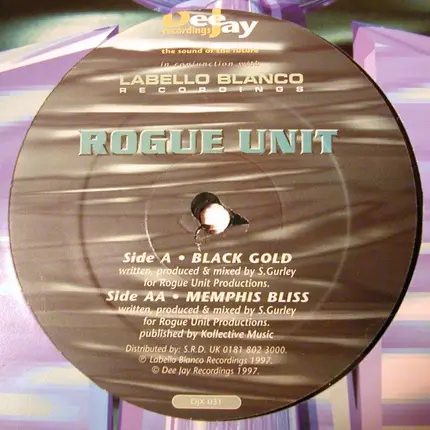 DeeJay
recordings
the sound of the future
in conjunction with
LABELLO BLANCO
RECORDINGS
ROGUE UNIT
Side A • BLACK GOLD
written, produced & mixed by S.Gurley
for Rogue Unit Productions.
Side AA • MEMPHIS BLISS
written, produced & mixed by S.Gurley
for Rogue Unit Productions.
published by Kollective Music
Distributed by: S.R.D. UK 0181 802 3000.
℗ Labello Blanco Recordings 1997.
© Dee Jay Recordings 1997.
DJX 031